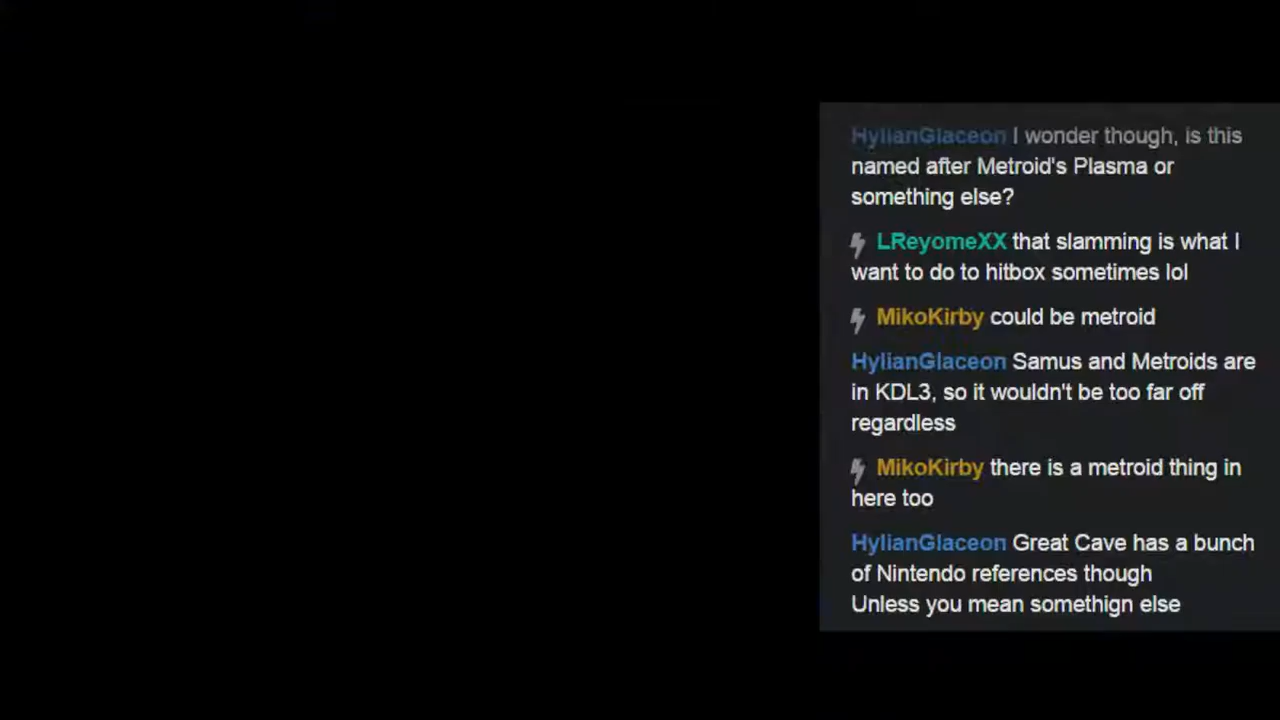 HylianGlaceon I wonder though, is this
named after Metroid's Plasma or
something else?
LReyomeXX that slamming is what I
want to do to hitbox sometimes lol
MikoKirby could be metroid
HylianGlaceon Samus and Metroids are
in KDL3, so it wouldn't be too far off
regardless
MikoKirby there is a metroid thing in
here too
HylianGlaceon Great Cave has a bunch
of Nintendo references though
Unless you mean somethign else